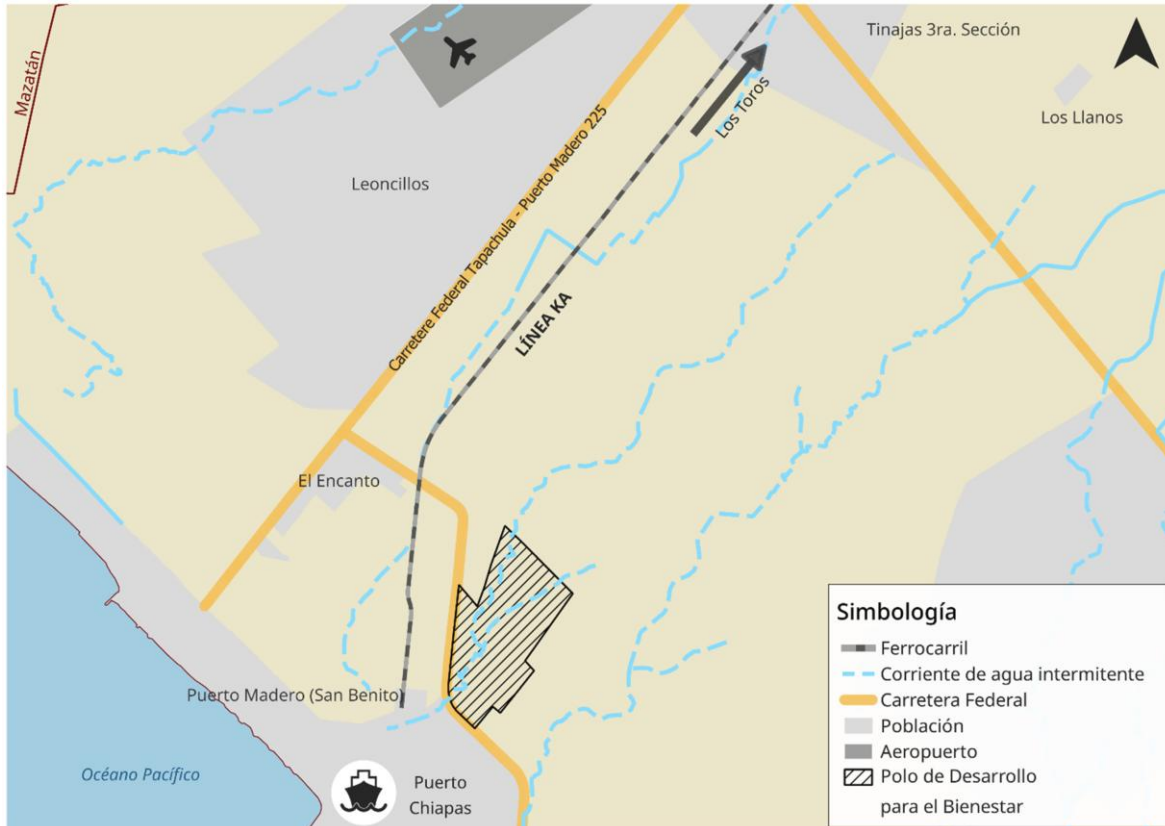 Tinajas 3ra. Sección
Mazatán
Los Llanos
Los Toros
Leoncillos
Carretere Federal Tapachula - Puerto Madero 225
LÍNEA KA
El Encanto
Puerto Madero (San Benito)
Océano Pacífico
Puerto
Chiapas
Simbología
Ferrocarril
Corriente de agua intermitente
Carretera Federal
Población
Aeropuerto
Polo de Desarrollo
para el Bienestar